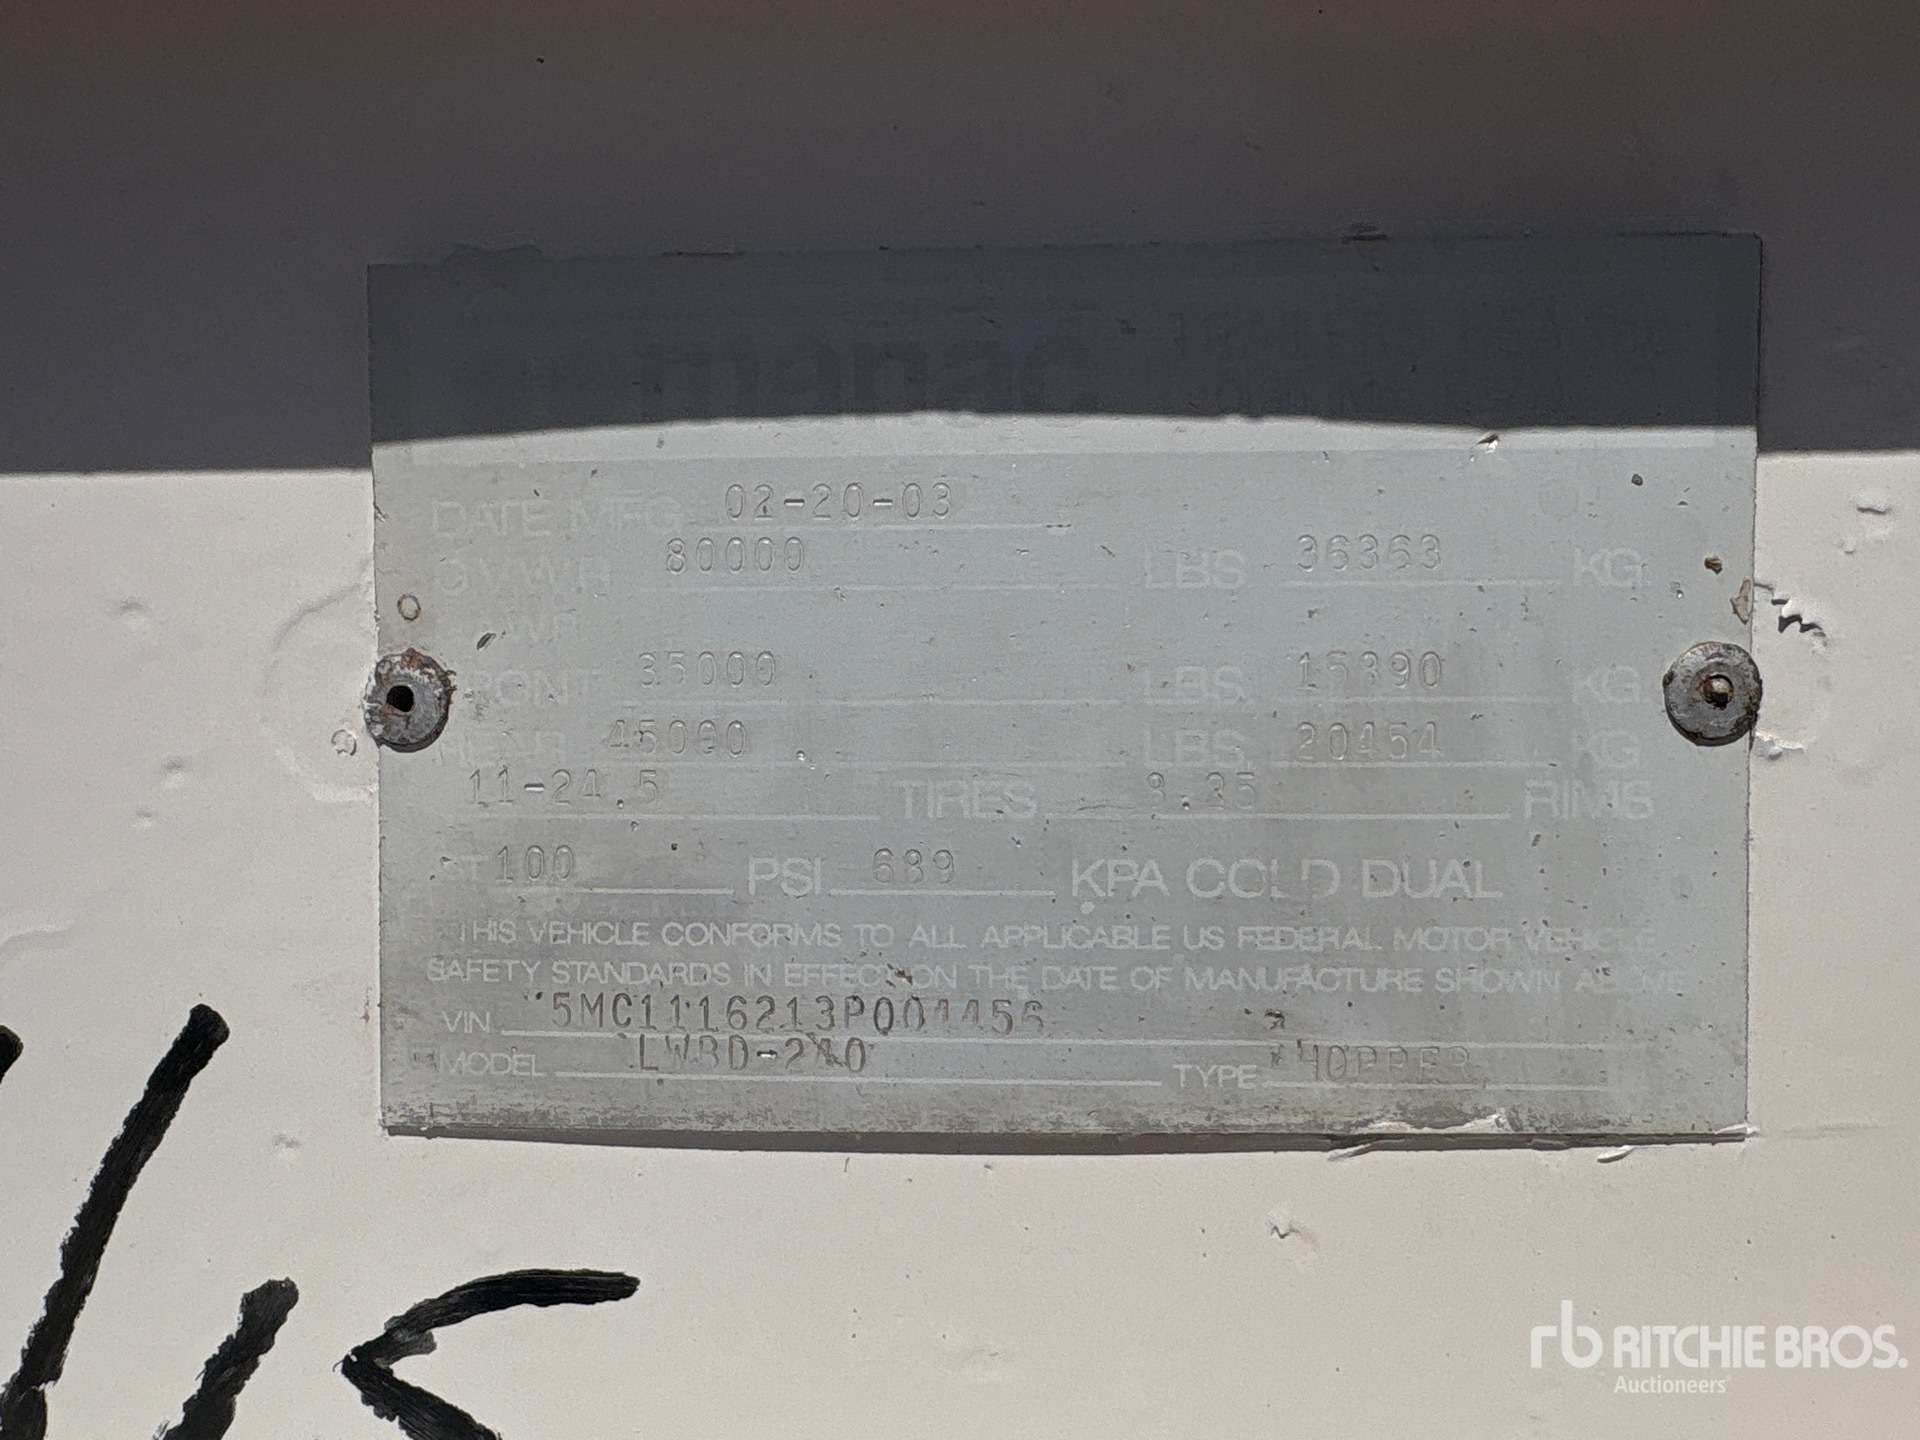 manac
DATE MFG 02-20-03
G.V.W.R 80000 LBS 36363 KG
FRONT 35000 LBS 15890 KG
REAR 45000 LBS 20454 KG
11-24.5 TIRES 8.25 RIMS
AT 100 PSI 689 KPA COLD DUAL
THIS VEHICLE CONFORMS TO ALL APPLICABLE US FEDERAL MOTOR VEHICLE
SAFETY STANDARDS IN EFFECT ON THE DATE OF MANUFACTURE SHOWN ABOVE
VIN 5MC1116213P004456
MODEL LWBD-240 TYPE HOPPER
rb RITCHIE BROS.
Auctioneers